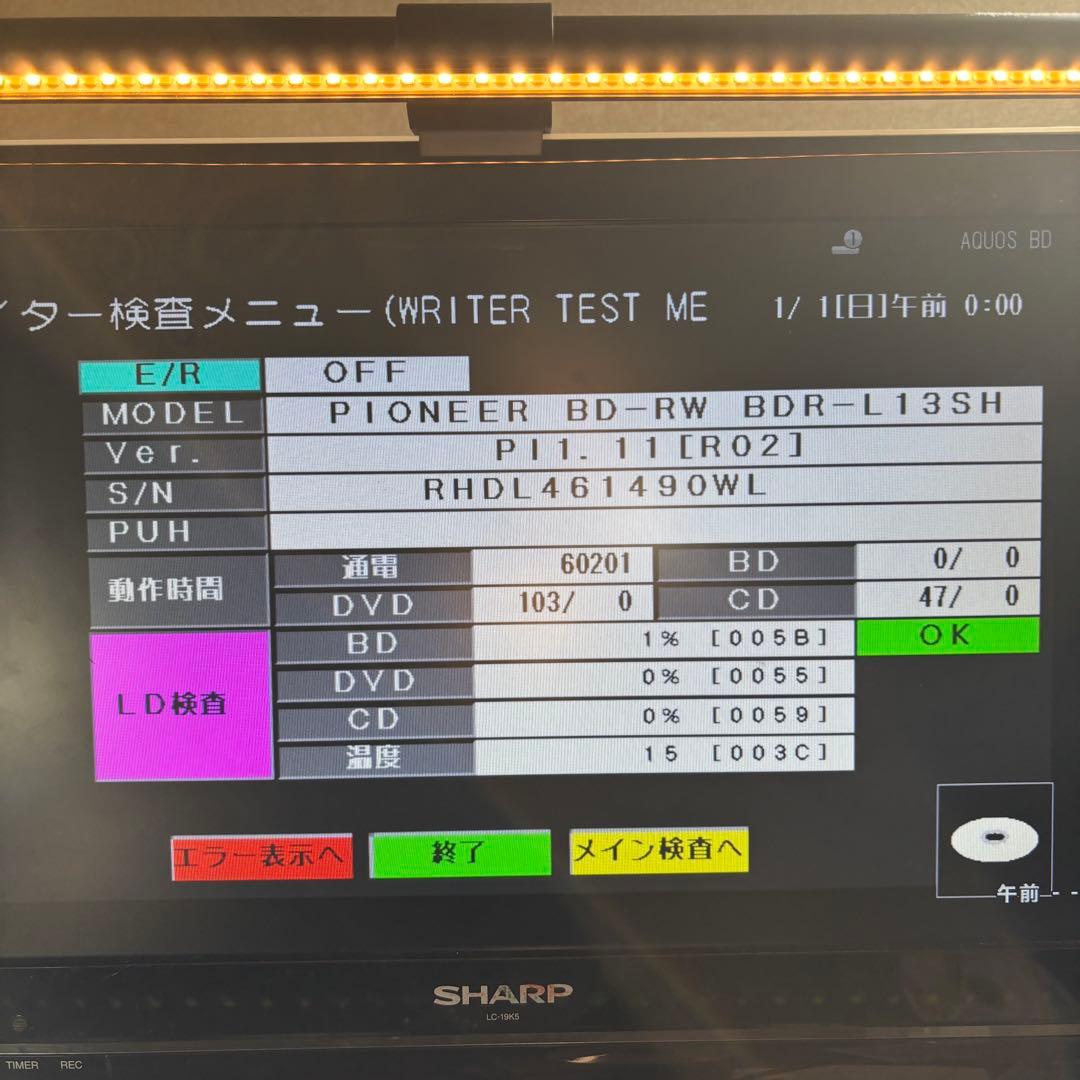 AQUOS BD
ター検査メニュー(WRITER TEST ME 1/ 1[日]午前 0:00
E/R OFF
MODEL PIONEER BD-RW BDR-L13SH
Ver. PI1.11[R02]
S/N RHDL461490WL
PUH
動作時間 通電 60201 BD 0/ 0
DVD 103/ 0 CD 47/ 0
LD検査 BD 1% [005B] OK
DVD 0% [0055]
CD 0% [0059]
温度 15 [003C]
エラー表示へ 終了 メイン検査へ
午前--
SHARP
LC-19K5
TIMER REC